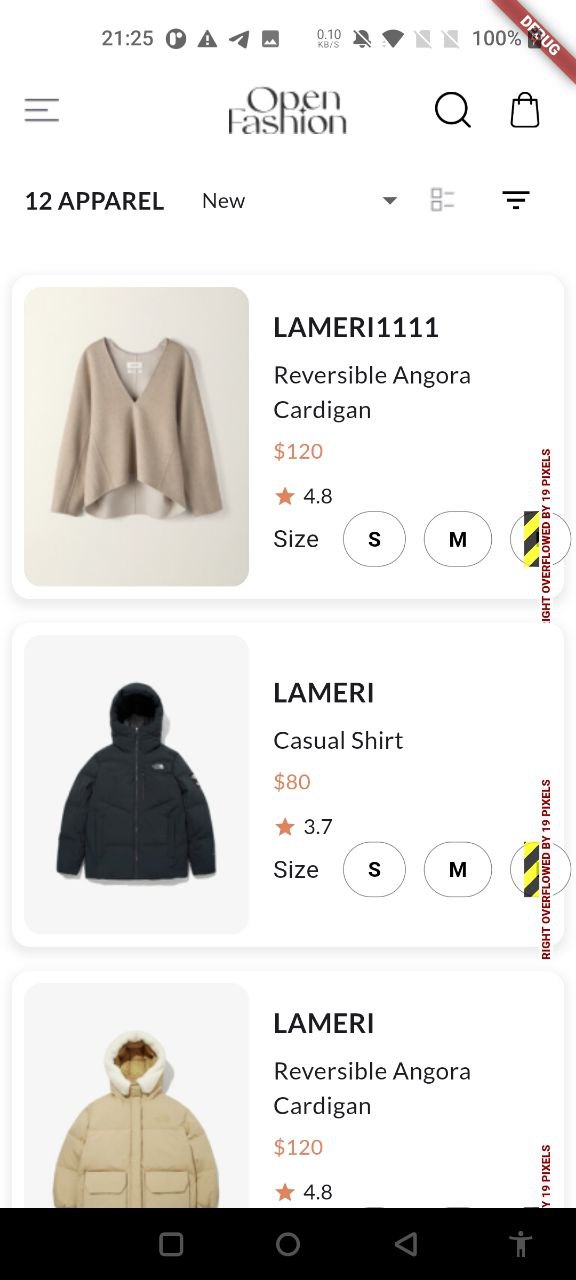 21:25 0.10 KB/S 100%
DEBUG
Open
Fashion
12 APPAREL New
LAMERI1111
Reversible Angora
Cardigan
$120
4.8
Size S M
RIGHT OVERFLOWED BY 19 PIXELS
LAMERI
Casual Shirt
$80
3.7
Size S M
RIGHT OVERFLOWED BY 19 PIXELS
LAMERI
Reversible Angora
Cardigan
$120
4.8
Y 19 PIXELS